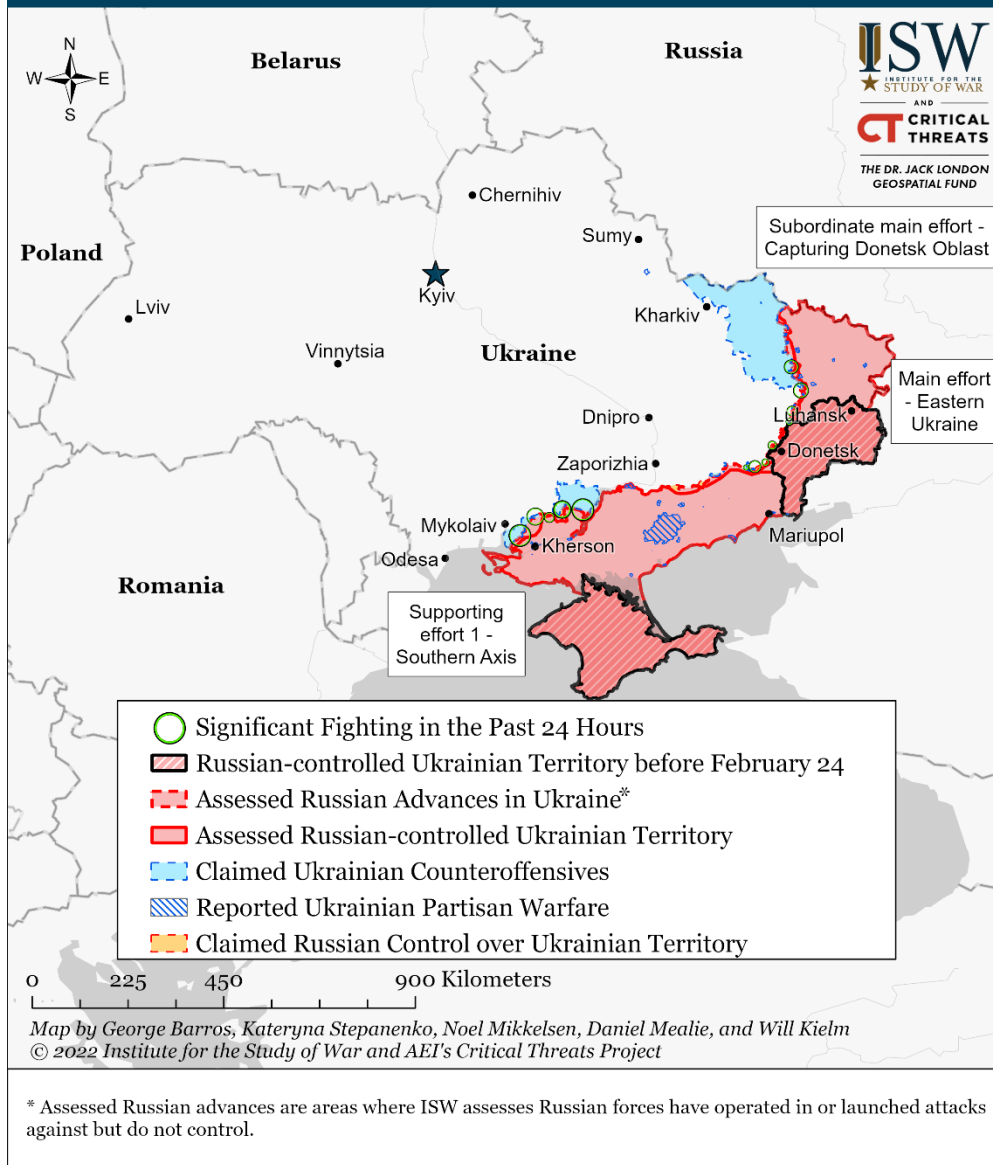 N
W
E
S
Belarus
Russia
ISW
INSTITUTE FOR THE
STUDY OF WAR
AND
CT CRITICAL
THREATS
THE DR. JACK LONDON
GEOSPATIAL FUND
Chernihiv
Subordinate main effort -
Capturing Donetsk Oblast
Sumy
Poland
Kyiv
Lviv
Kharkiv
Vinnytsia
Ukraine
Main effort
- Eastern
Ukraine
Dnipro
Luhansk
Donetsk
Zaporizhia
Mykolaiv
Mariupol
Kherson
Odesa
Romania
Supporting
effort 1 -
Southern Axis
Significant Fighting in the Past 24 Hours
Russian-controlled Ukrainian Territory before February 24
Assessed Russian Advances in Ukraine*
Assessed Russian-controlled Ukrainian Territory
Claimed Ukrainian Counteroffensives
Reported Ukrainian Partisan Warfare
Claimed Russian Control over Ukrainian Territory
0 225 450 900 Kilometers
Map by George Barros, Kateryna Stepanenko, Noel Mikkelsen, Daniel Mealie, and Will Kielm
© 2022 Institute for the Study of War and AEI's Critical Threats Project
* Assessed Russian advances are areas where ISW assesses Russian forces have operated in or launched attacks
against but do not control.